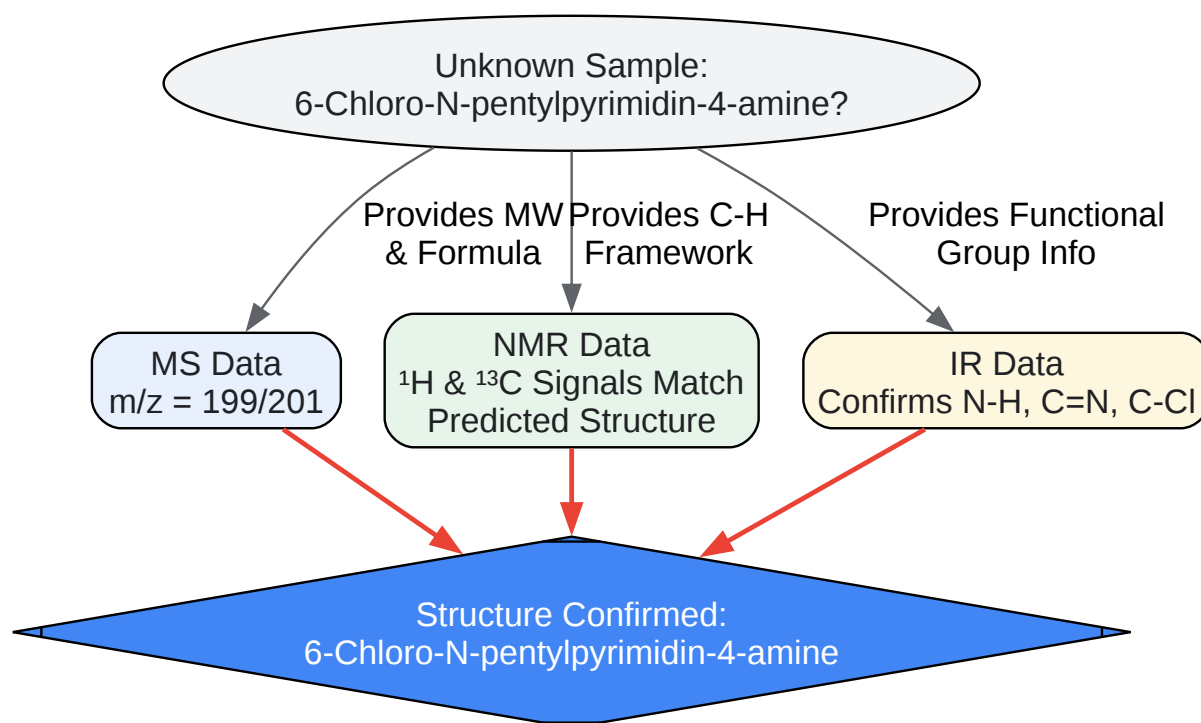 Unknown Sample:
6-Chloro-N-pentylpyrimidin-4-amine?
Provides MW
& Formula
Provides C-H
Framework
Provides Functional
Group Info
MS Data
m/z = 199/201
NMR Data
¹H & ¹³C Signals Match
Predicted Structure
IR Data
Confirms N-H, C=N, C-Cl
Structure Confirmed:
6-Chloro-N-pentylpyrimidin-4-amine